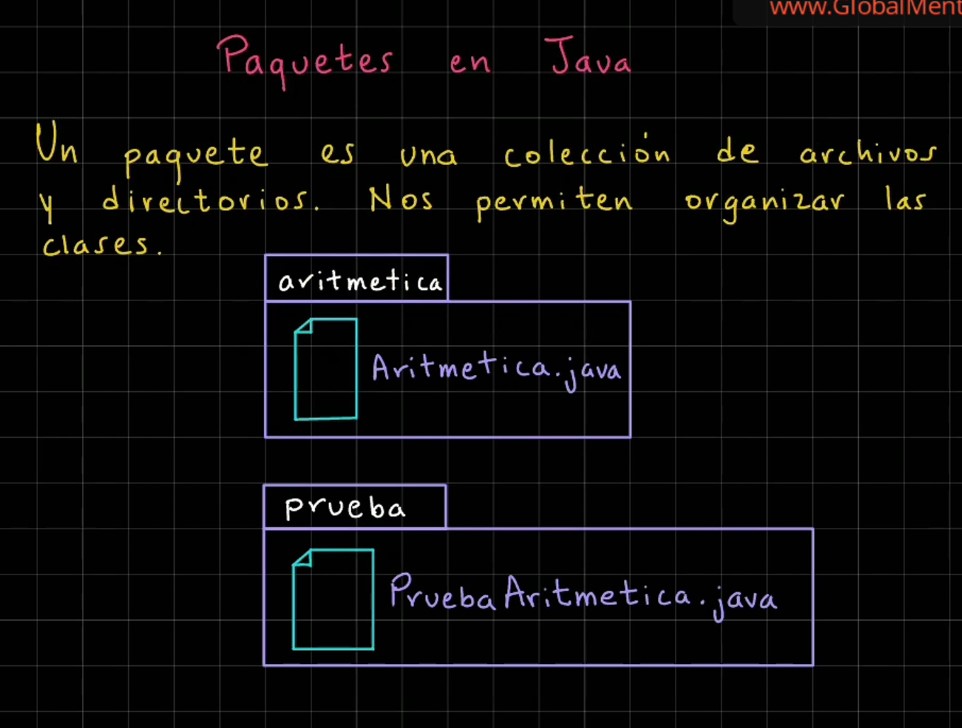 www.GlobalMent
Paquetes en Java
Un paquete es una colección de archivos
y directorios. Nos permiten organizar las
clases.
aritmetica
Aritmetica.java
prueba
PruebaAritmetica.java